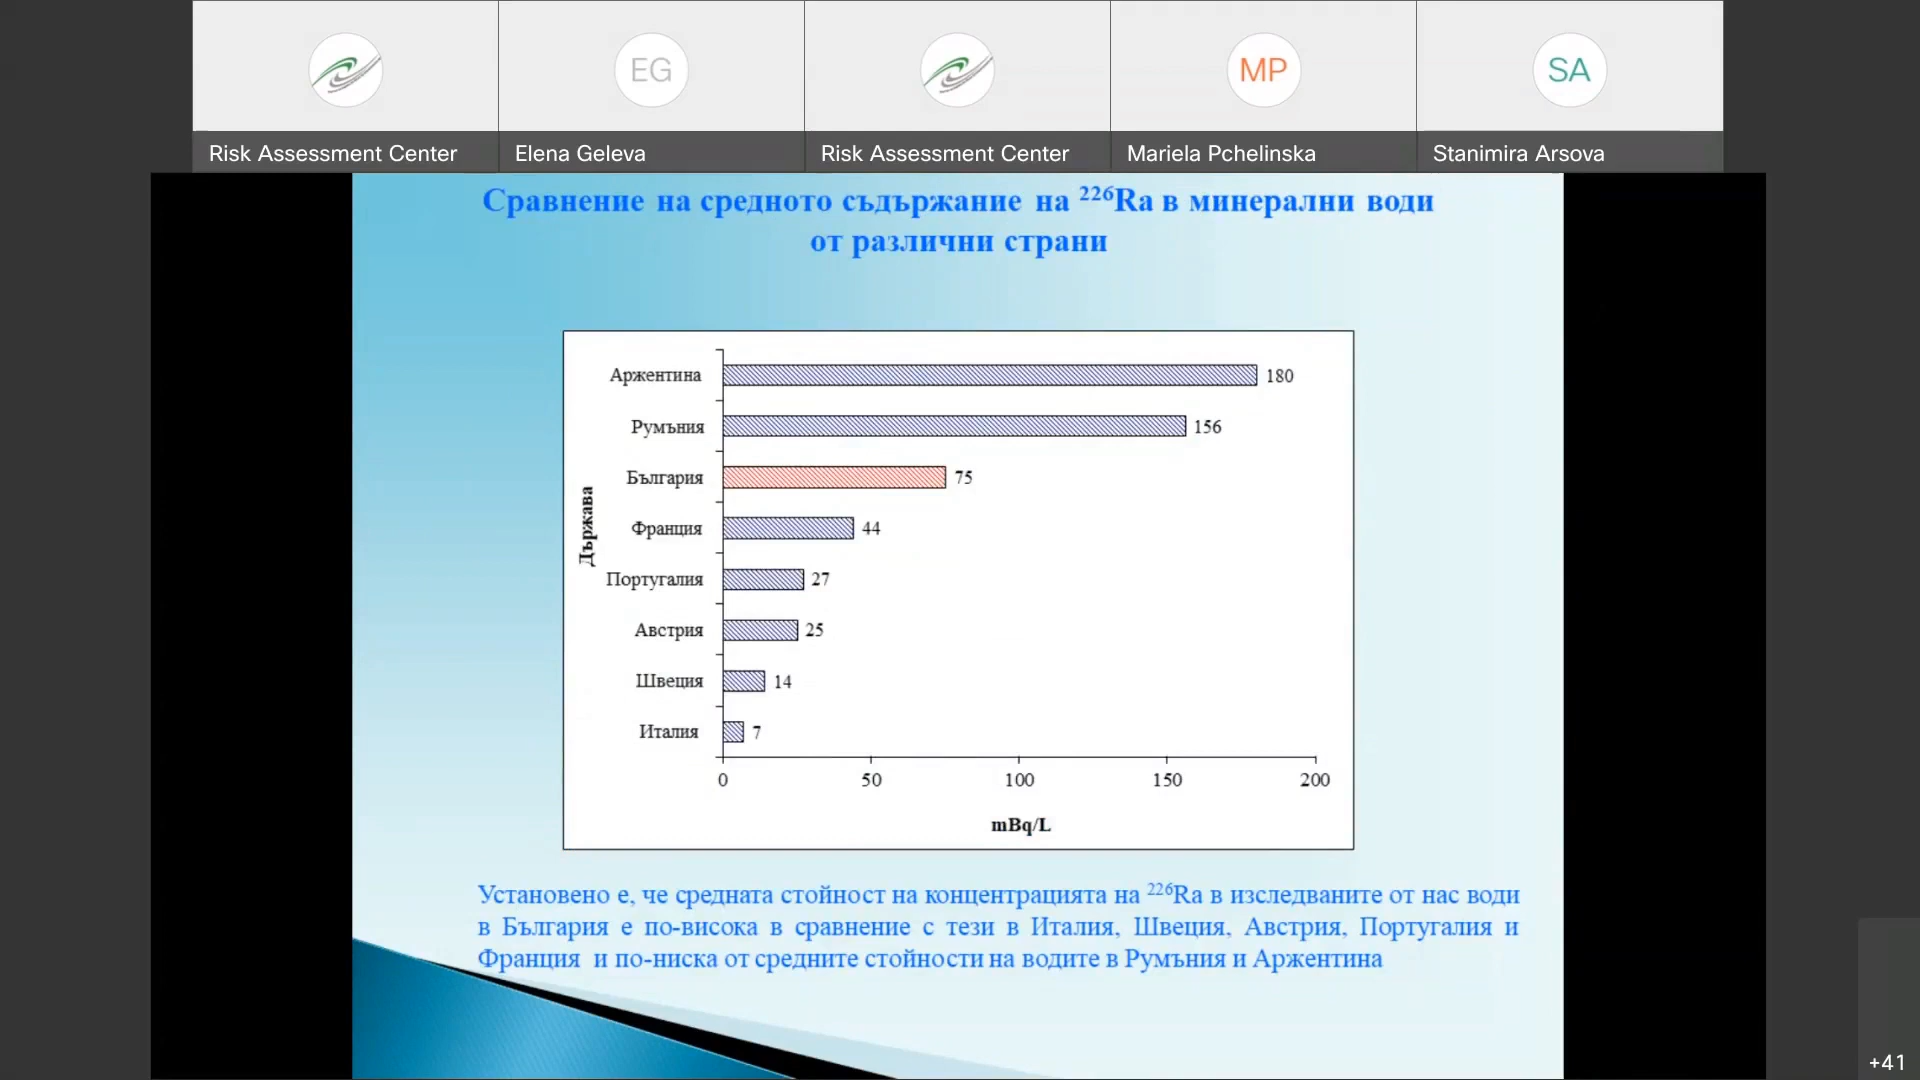 EG
MP
SA
Risk Assessment Center
Elena Geleva
Risk Assessment Center
Mariela Pchelinska
Stanimira Arsova
Сравнение на средното съдържание на ²²⁶Ra в минерални води
от различни страни
Държава
Аржентина 180
Румъния 156
България 75
Франция 44
Португалия 27
Австрия 25
Швеция 14
Италия 7
0 50 100 150 200
mBq/L
Установено е, че средната стойност на концентрацията на ²²⁶Ra в изследваните от нас води
в България е по-висока в сравнение с тези в Италия, Швеция, Австрия, Португалия и
Франция и по-ниска от средните стойности на водите в Румъния и Аржентина
+41